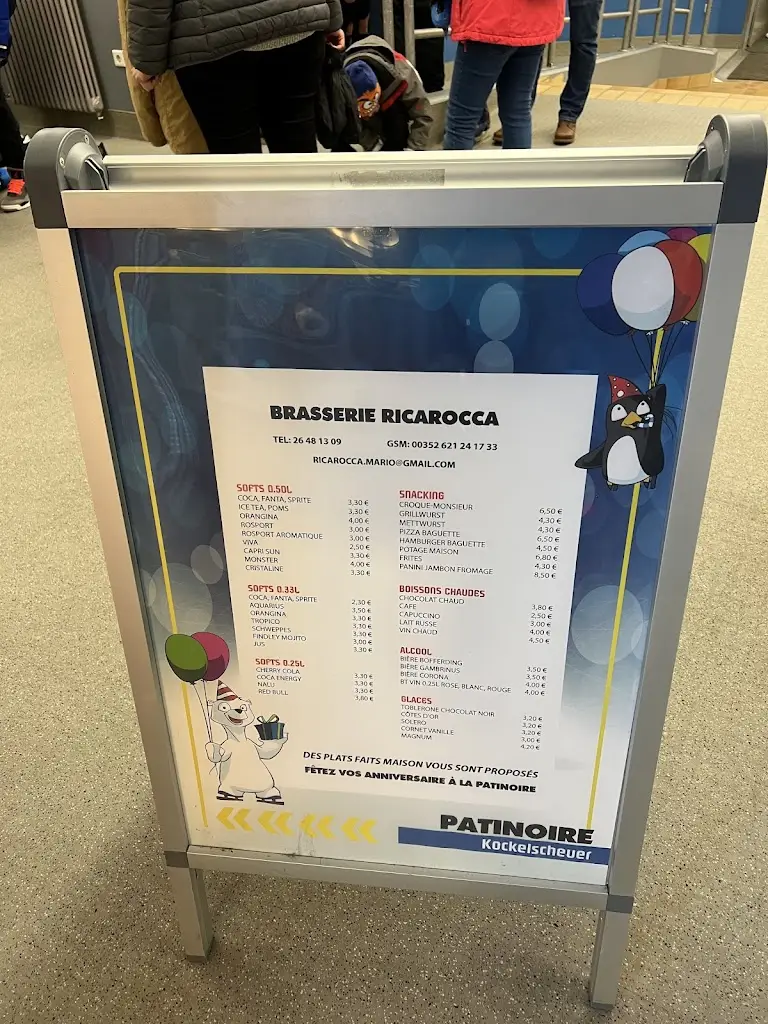 BRASSERIE RICAROCCA
TEL: 26 48 13 09 GSM: 00352 621 24 17 33
RICAROCCA.MARIO@GMAIL.COM
SOFTS 0.50L
COCA, FANTA, SPRITE 3,30 €
ICE TEA, POMS 3,30 €
ORANGINA 4,00 €
ROSPORT 3,00 €
ROSPORT AROMATIQUE 3,00 €
VIVA 2,50 €
CAPRI SUN 3,30 €
MONSTER 4,00 €
CRISTALINE 3,30 €
SOFTS 0.33L
COCA, FANTA, SPRITE 2,30 €
AQUARIUS 3,50 €
ORANGINA 3,30 €
TROPICO 3,10 €
SCHWEPPES 3,30 €
FINDLEY MOJITO 3,00 €
JUS 3,30 €
SOFTS 0.25L
CHERRY COLA 3,30 €
COCA ENERGY 3,30 €
NALU 3,30 €
RED BULL 3,80 €
SNACKING
CROQUE-MONSIEUR 6,50 €
GRILLWURST 4,30 €
METTWURST 4,30 €
PIZZA BAGUETTE 6,50 €
HAMBURGER BAGUETTE 4,50 €
POTAGE MAISON 6,80 €
FRITES 4,30 €
PANINI JAMBON FROMAGE 8,50 €
BOISSONS CHAUDES
CHOCOLAT CHAUD 3,80 €
CAFE 2,50 €
CAPUCCINO 3,00 €
LAIT RUSSE 4,00 €
VIN CHAUD 4,50 €
ALCOOL
BIÈRE BOFFERDING 3,50 €
BIÈRE GAMBRINUS 3,50 €
BIÈRE CORONA 4,00 €
BT VIN 0.25L ROSE, BLANC, ROUGE 4,00 €
GLACES
TOBLERONE CHOCOLAT NOIR 3,20 €
CÔTES D'OR 3,20 €
SOLERO 3,20 €
CORNET VANILLE 3,00 €
MAGNUM 4,20 €
DES PLATS FAITS MAISON VOUS SONT PROPOSÉS
FÊTEZ VOS ANNIVERSAIRE À LA PATINOIRE
PATINOIRE
Kockelscheuer